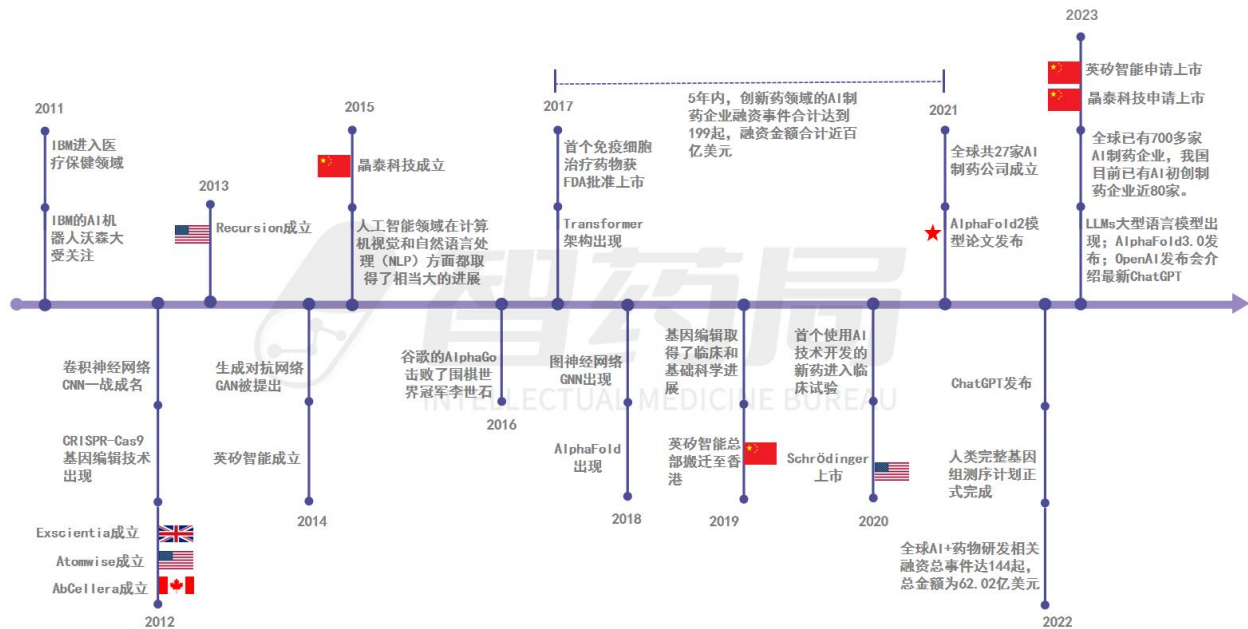 2011
IBM进入医
疗保健领域
IBM的AI机
器人沃森大
受关注
卷积神经网络
CNN一战成名
CRISPR-Cas9
基因编辑技术
出现
Exscientia成立
Atomwise成立
AbCellera成立
2012
2013
Recursion成立
生成对抗网络
GAN被提出
英矽智能成立
2014
2015
晶泰科技成立
人工智能领域在计算
机视觉和自然语言处
理（NLP）方面都取
得了相当大的进展
谷歌的AlphaGo
击败了围棋世
界冠军李世石
2016
2017
首个免疫细胞
治疗药物获
FDA批准上市
Transformer
架构出现
5年内，创新药领域的AI制
药企业融资事件合计达到
199起，融资金额合计近百
亿美元
图神经网络
GNN出现
AlphaFold
出现
2018
基因编辑取
得了临床和
基础科学进
展
英矽智能总
部搬迁至香
港
2019
首个使用AI
技术开发的
新药进入临
床试验
Schrödinger
上市
2020
2021
全球共27家AI
制药公司成立
AlphaFold2模
型论文发布
ChatGPT发布
人类完整基因
组测序计划正
式完成
全球AI+药物研发相关
融资总事件达144起，
总金额为62.02亿美元
2022
2023
英矽智能申请上市
晶泰科技申请上市
全球已有700多家
AI制药企业，我国
目前已有AI初创制
药企业近80家。
LLMs大型语言模型出
现；AlphaFold3.0发
布；OpenAI发布会介
绍最新ChatGPT
智药局
INTELLECTUAL MEDICINE BUREAU